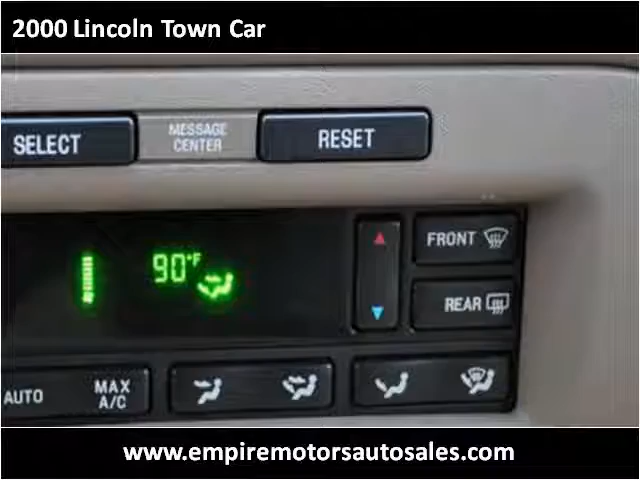 2000 Lincoln Town Car
SELECT
MESSAGE
CENTER
RESET
90°F
FRONT
REAR
AUTO
MAX
A/C
www.empiremotorsautosales.com